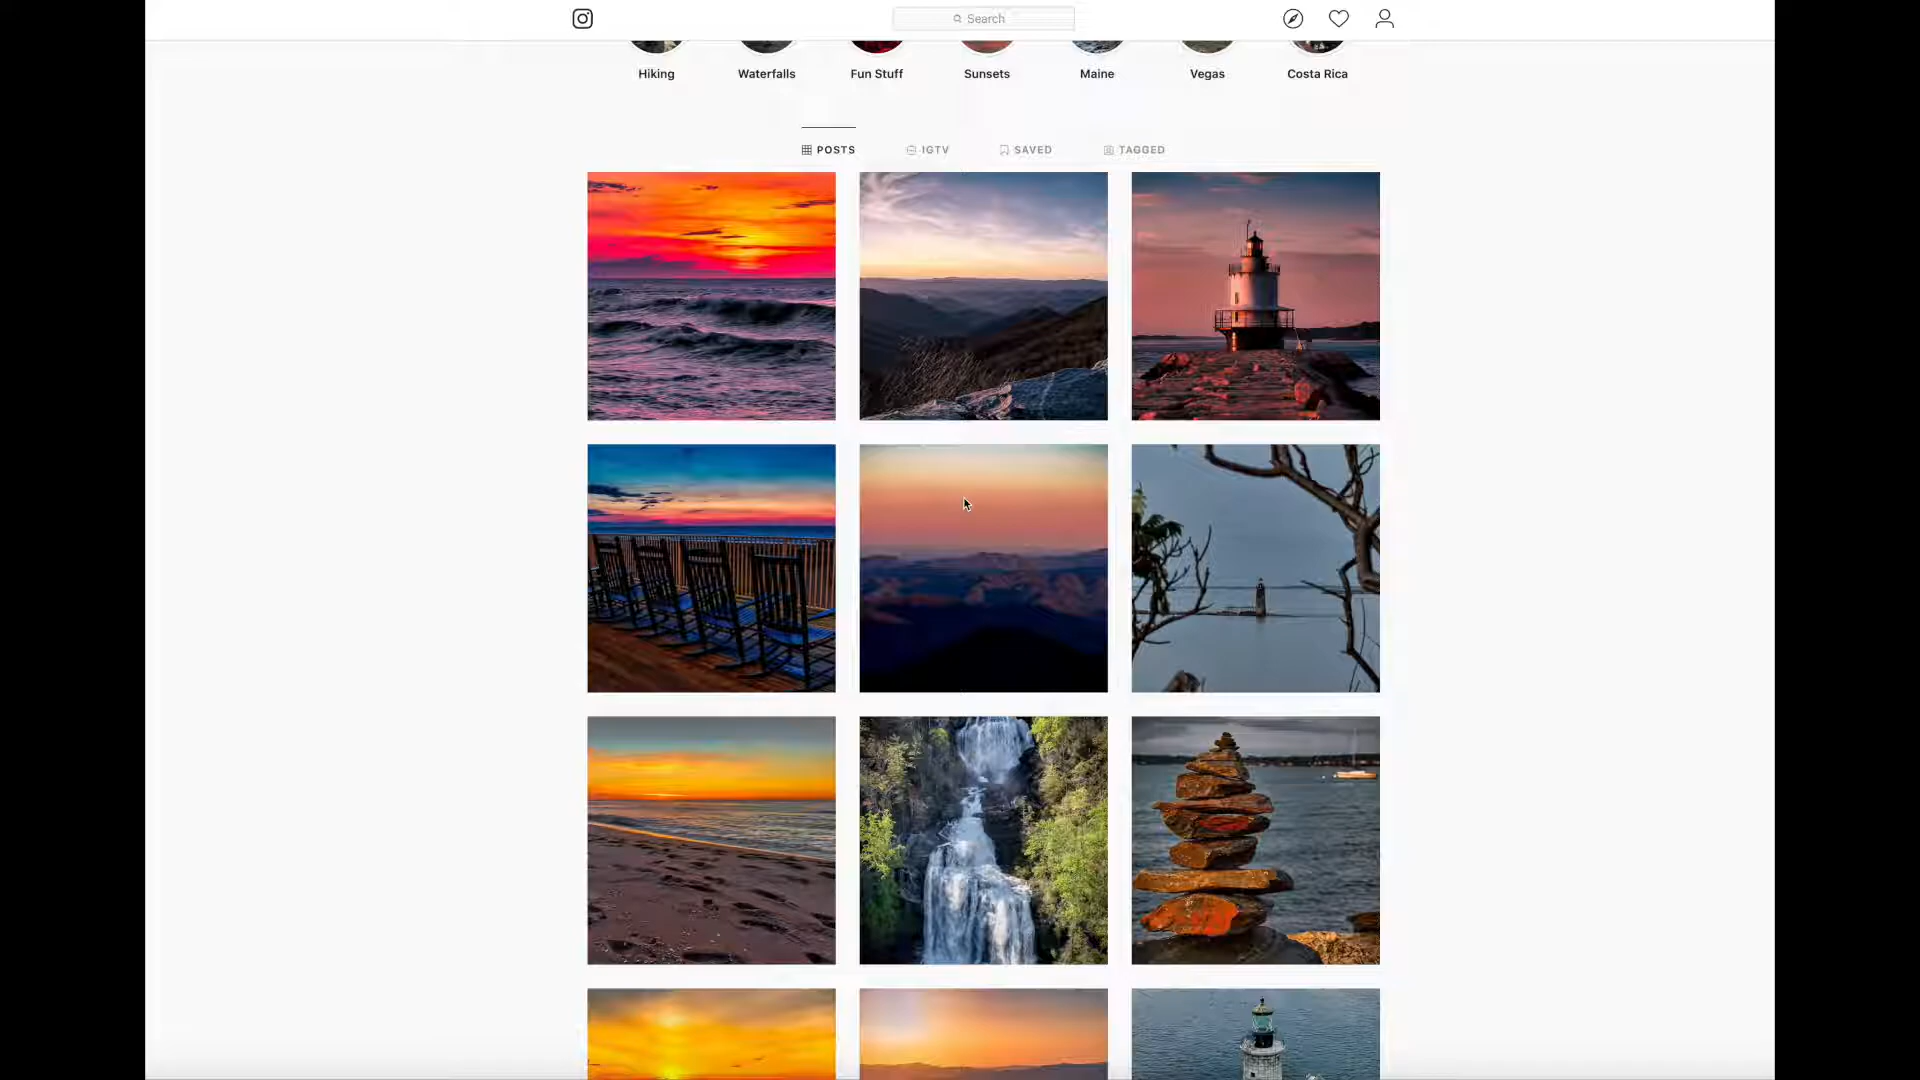 Search
Hiking Waterfalls Fun Stuff Sunsets Maine Vegas Costa Rica
POSTS IGTV SAVED TAGGED